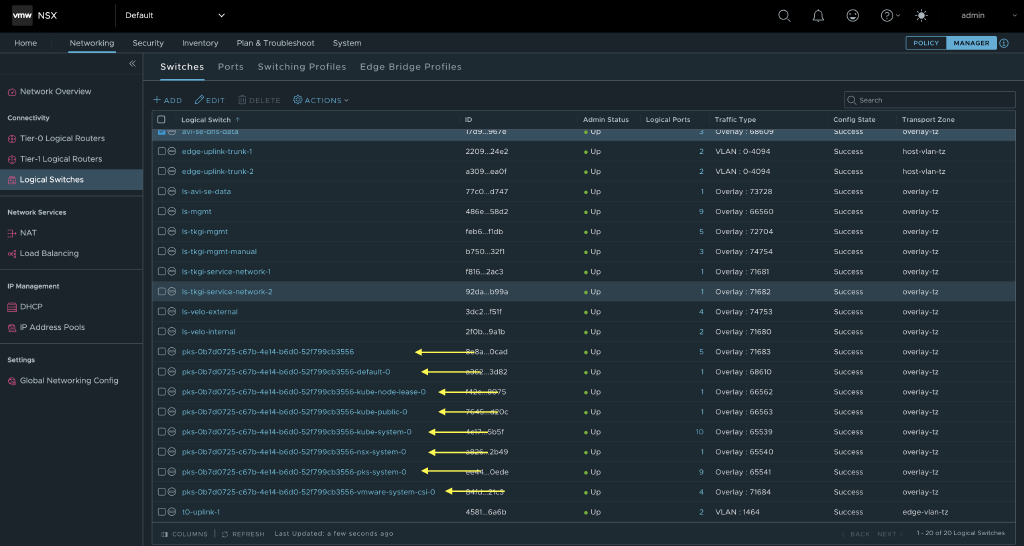 vmw NSX Default admin
Home Networking Security Inventory Plan & Troubleshoot System POLICY MANAGER
Switches Ports Switching Profiles Edge Bridge Profiles
Network Overview
Connectivity
Tier-0 Logical Routers
Tier-1 Logical Routers
Logical Switches
Network Services
NAT
Load Balancing
IP Management
DHCP
IP Address Pools
Settings
Global Networking Config
+ ADD EDIT DELETE ACTIONS Search
Logical Switch ID Admin Status Logical Ports Traffic Type Config State Transport Zone
avi-se-dns-data 17d9...967e Up 3 Overlay : 68609 Success overlay-tz
edge-uplink-trunk-1 2209...24e2 Up 2 VLAN : 0-4094 Success host-vlan-tz
edge-uplink-trunk-2 a309...ea0f Up 2 VLAN : 0-4094 Success host-vlan-tz
ls-avi-se-data 77c0...d747 Up 1 Overlay : 73728 Success overlay-tz
ls-mgmt 486e...58d2 Up 9 Overlay : 66560 Success overlay-tz
ls-tkgi-mgmt feb6...f1db Up 5 Overlay : 72704 Success overlay-tz
ls-tkgi-mgmt-manual b750...32f1 Up 3 Overlay : 74754 Success overlay-tz
ls-tkgi-service-network-1 f816...2ac3 Up 1 Overlay : 71681 Success overlay-tz
ls-tkgi-service-network-2 92da...b99a Up 1 Overlay : 71682 Success overlay-tz
ls-velo-external 3dc2...f51f Up 4 Overlay : 74753 Success overlay-tz
ls-velo-internal 2f0b...9a1b Up 2 Overlay : 71680 Success overlay-tz
pks-0b7d0725-c67b-4e14-b6d0-52f799cb3556 8e8a...0cad Up 5 Overlay : 71683 Success overlay-tz
pks-0b7d0725-c67b-4e14-b6d0-52f799cb3556-default-0 Up 1 Overlay : 68610 Success overlay-tz
pks-0b7d0725-c67b-4e14-b6d0-52f799cb3556-kube-node-lease-0 Up 1 Overlay : 66562 Success overlay-tz
pks-0b7d0725-c67b-4e14-b6d0-52f799cb3556-kube-public-0 Up 1 Overlay : 66563 Success overlay-tz
pks-0b7d0725-c67b-4e14-b6d0-52f799cb3556-kube-system-0 Up 10 Overlay : 65539 Success overlay-tz
pks-0b7d0725-c67b-4e14-b6d0-52f799cb3556-nsx-system-0 Up 1 Overlay : 65540 Success overlay-tz
pks-0b7d0725-c67b-4e14-b6d0-52f799cb3556-pks-system-0 Up 9 Overlay : 65541 Success overlay-tz
pks-0b7d0725-c67b-4e14-b6d0-52f799cb3556-vmware-system-csi-0 Up 4 Overlay : 71684 Success overlay-tz
t0-uplink-1 4581...6a6b Up 2 VLAN : 1464 Success edge-vlan-tz
COLUMNS REFRESH Last Updated: a few seconds ago BACK NEXT 1 - 20 of 20 Logical Switches